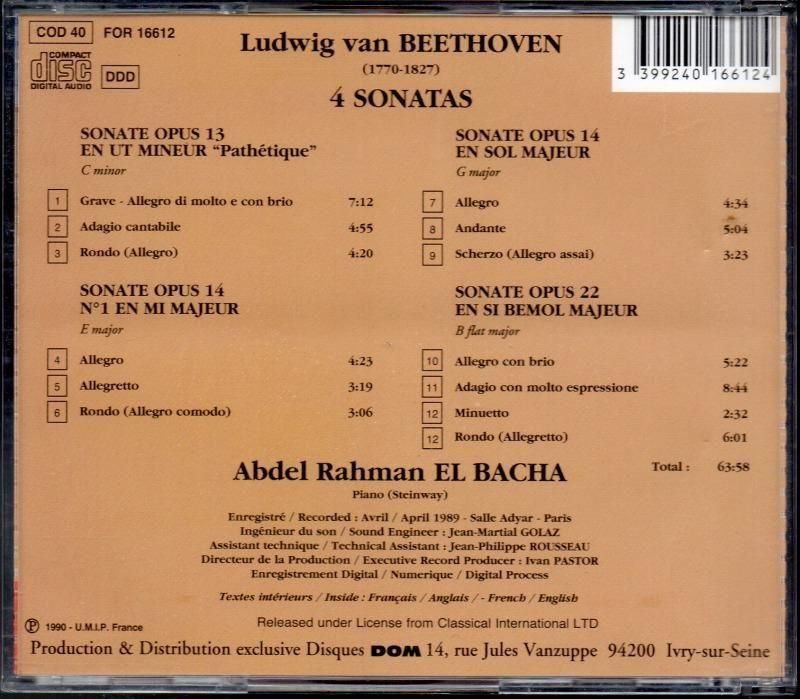 COD 40 FOR 16612
COMPACT
disc
DIGITAL AUDIO
DDD
Ludwig van BEETHOVEN
(1770-1827)
4 SONATAS
3 399240 166124
SONATE OPUS 13
EN UT MINEUR “Pathétique”
C minor
1 Grave - Allegro di molto e con brio 7:12
2 Adagio cantabile 4:55
3 Rondo (Allegro) 4:20
SONATE OPUS 14
N°1 EN MI MAJEUR
E major
4 Allegro 4:23
5 Allegretto 3:19
6 Rondo (Allegro comodo) 3:06
SONATE OPUS 14
EN SOL MAJEUR
G major
7 Allegro 4:34
8 Andante 5:04
9 Scherzo (Allegro assai) 3:23
SONATE OPUS 22
EN SI BEMOL MAJEUR
B flat major
10 Allegro con brio 5:22
11 Adagio con molto espressione 8:44
12 Minuetto 2:32
12 Rondo (Allegretto) 6:01
Total : 63:58
Abdel Rahman EL BACHA
Piano (Steinway)
Enregistré / Recorded : Avril / April 1989 - Salle Adyar - Paris
Ingénieur du son / Sound Engineer : Jean-Martial GOLAZ
Assistant technique / Technical Assistant : Jean-Philippe ROUSSEAU
Directeur de la Production / Executive Record Producer : Ivan PASTOR
Enregistrement Digital / Numerique / Digital Process
Textes intérieurs / Inside : Français / Anglais / - French / English
℗ 1990 - U.M.I.P. France
Released under License from Classical International LTD
Production & Distribution exclusive Disques DOM 14, rue Jules Vanzuppe 94200 Ivry-sur-Seine